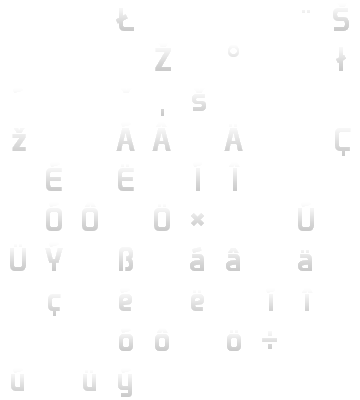 Ł ¨ Š
Ž ° ł
´ ˇ ¸ š
ž Á Â Ä Ç
É Ë Í Î
Ó Ô Ö × Ú
Ü Ý ß á â ä
ç é ë í î
ó ô ö ÷
ú ü ý